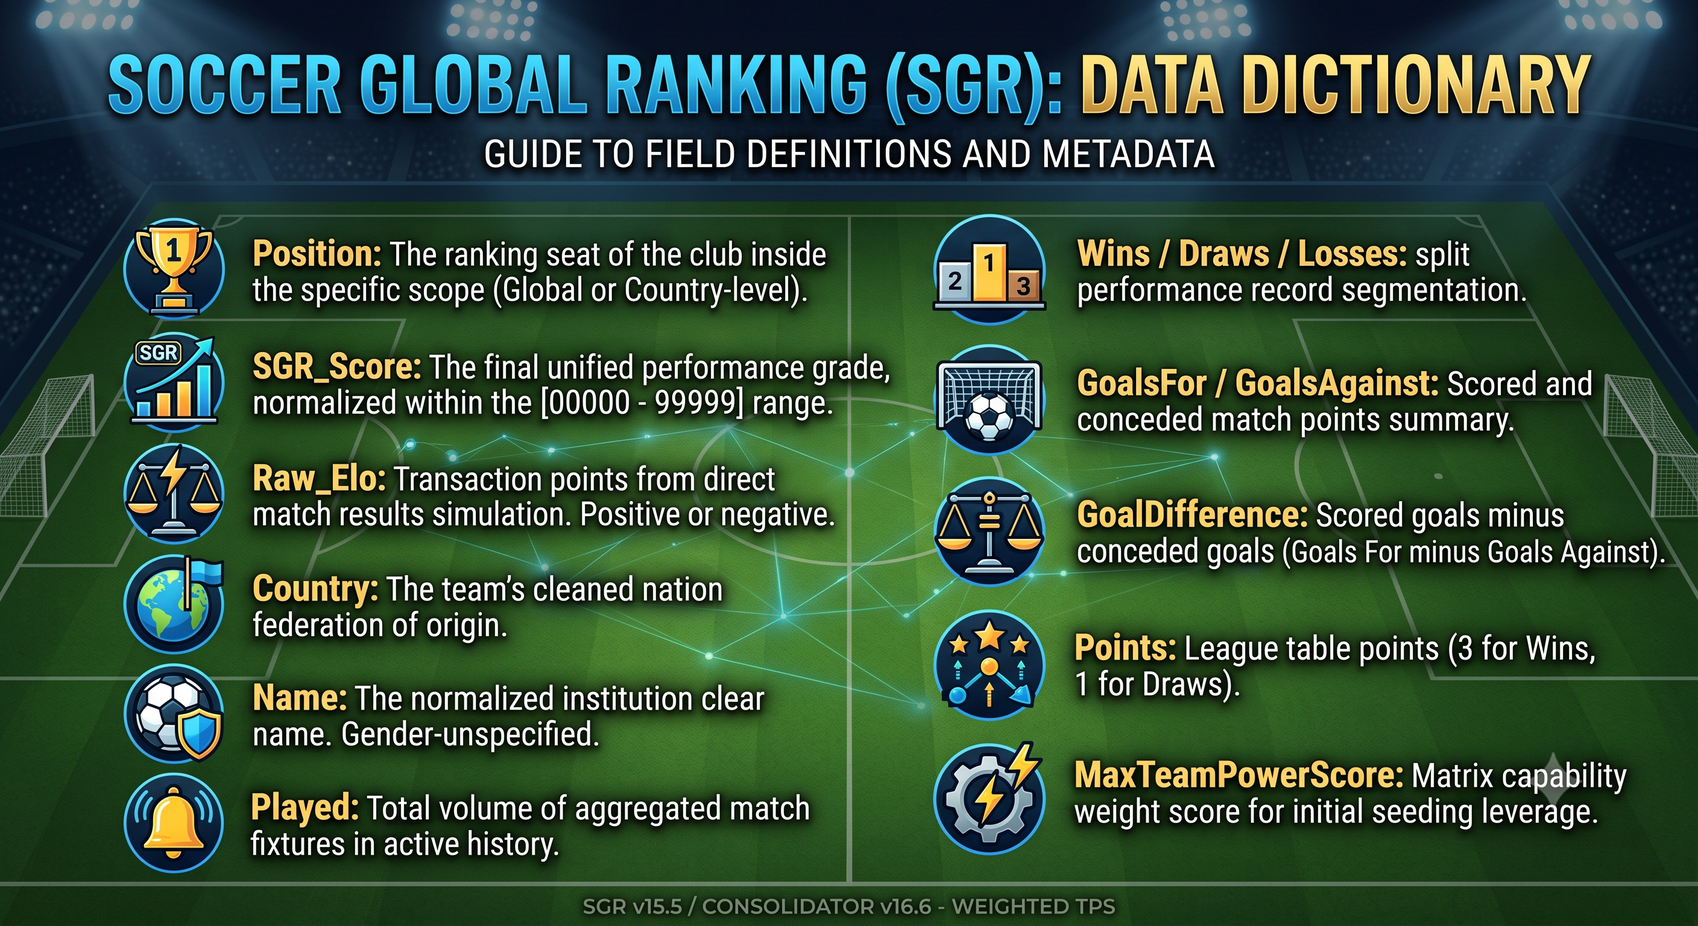 SOCCER GLOBAL RANKING (SGR): DATA DICTIONARY
GUIDE TO FIELD DEFINITIONS AND METADATA
1
Position: The ranking seat of the club inside
the specific scope (Global or Country-level).
SGR
SGR_Score: The final unified performance grade,
normalized within the [00000 - 99999] range.
Raw_Elo: Transaction points from direct
match results simulation. Positive or negative.
Country: The team's cleaned nation
federation of origin.
Name: The normalized institution clear
name. Gender-unspecified.
Played: Total volume of aggregated match
fixtures in active history.
2 1 3
Wins / Draws / Losses: split
performance record segmentation.
GoalsFor / GoalsAgainst: Scored and
conceded match points summary.
GoalDifference: Scored goals minus
conceded goals (Goals For minus Goals Against).
Points: League table points (3 for Wins,
1 for Draws).
MaxTeamPowerScore: Matrix capability
weight score for initial seeding leverage.
SGR v15.5 / CONSOLIDATOR v16.6 - WEIGHTED TPS